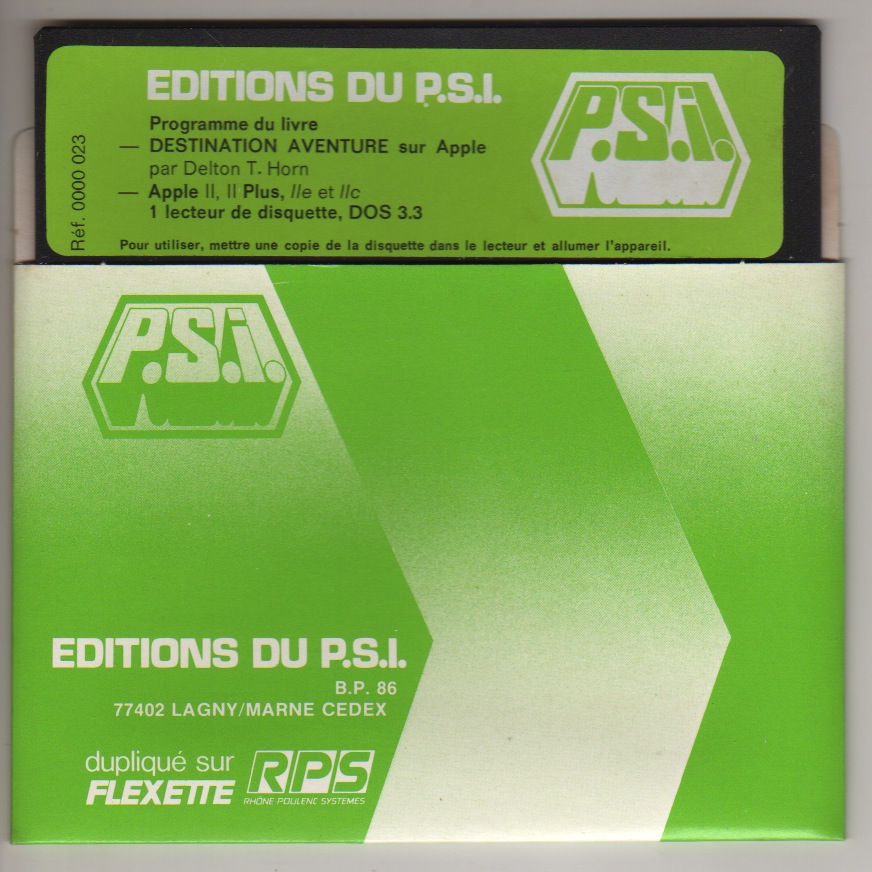 EDITIONS DU P.S.I.
P.S.i.
Programme du livre
— DESTINATION AVENTURE sur Apple
par Delton T. Horn
— Apple II, II Plus, IIe et IIc
1 lecteur de disquette, DOS 3.3
Réf. 0000 023
Pour utiliser, mettre une copie de la disquette dans le lecteur et allumer l'appareil.
P.S.i.
EDITIONS DU P.S.I.
B.P. 86
77402 LAGNY/MARNE CEDEX
dupliqué sur
FLEXETTE
RPS
RHÔNE POULENC SYSTEMES